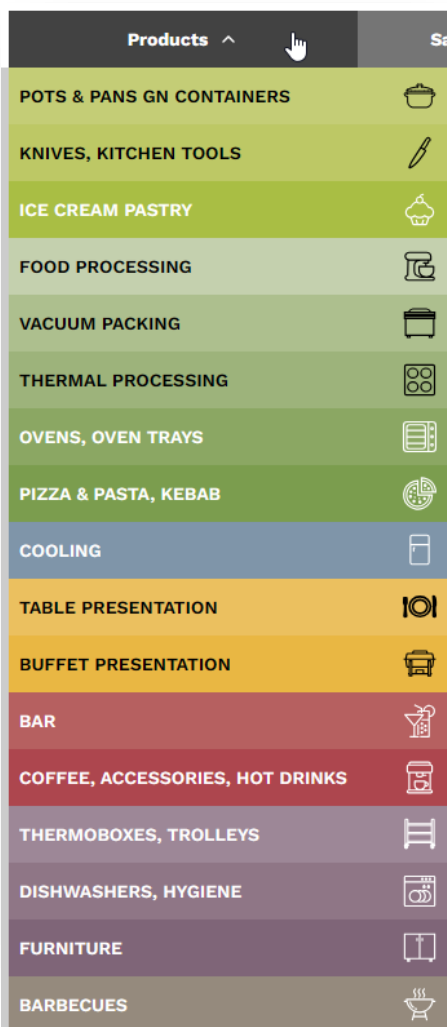 Products
POTS & PANS GN CONTAINERS
KNIVES, KITCHEN TOOLS
ICE CREAM PASTRY
FOOD PROCESSING
VACUUM PACKING
THERMAL PROCESSING
OVENS, OVEN TRAYS
PIZZA & PASTA, KEBAB
COOLING
TABLE PRESENTATION
BUFFET PRESENTATION
BAR
COFFEE, ACCESSORIES, HOT DRINKS
THERMOBOXES, TROLLEYS
DISHWASHERS, HYGIENE
FURNITURE
BARBECUES